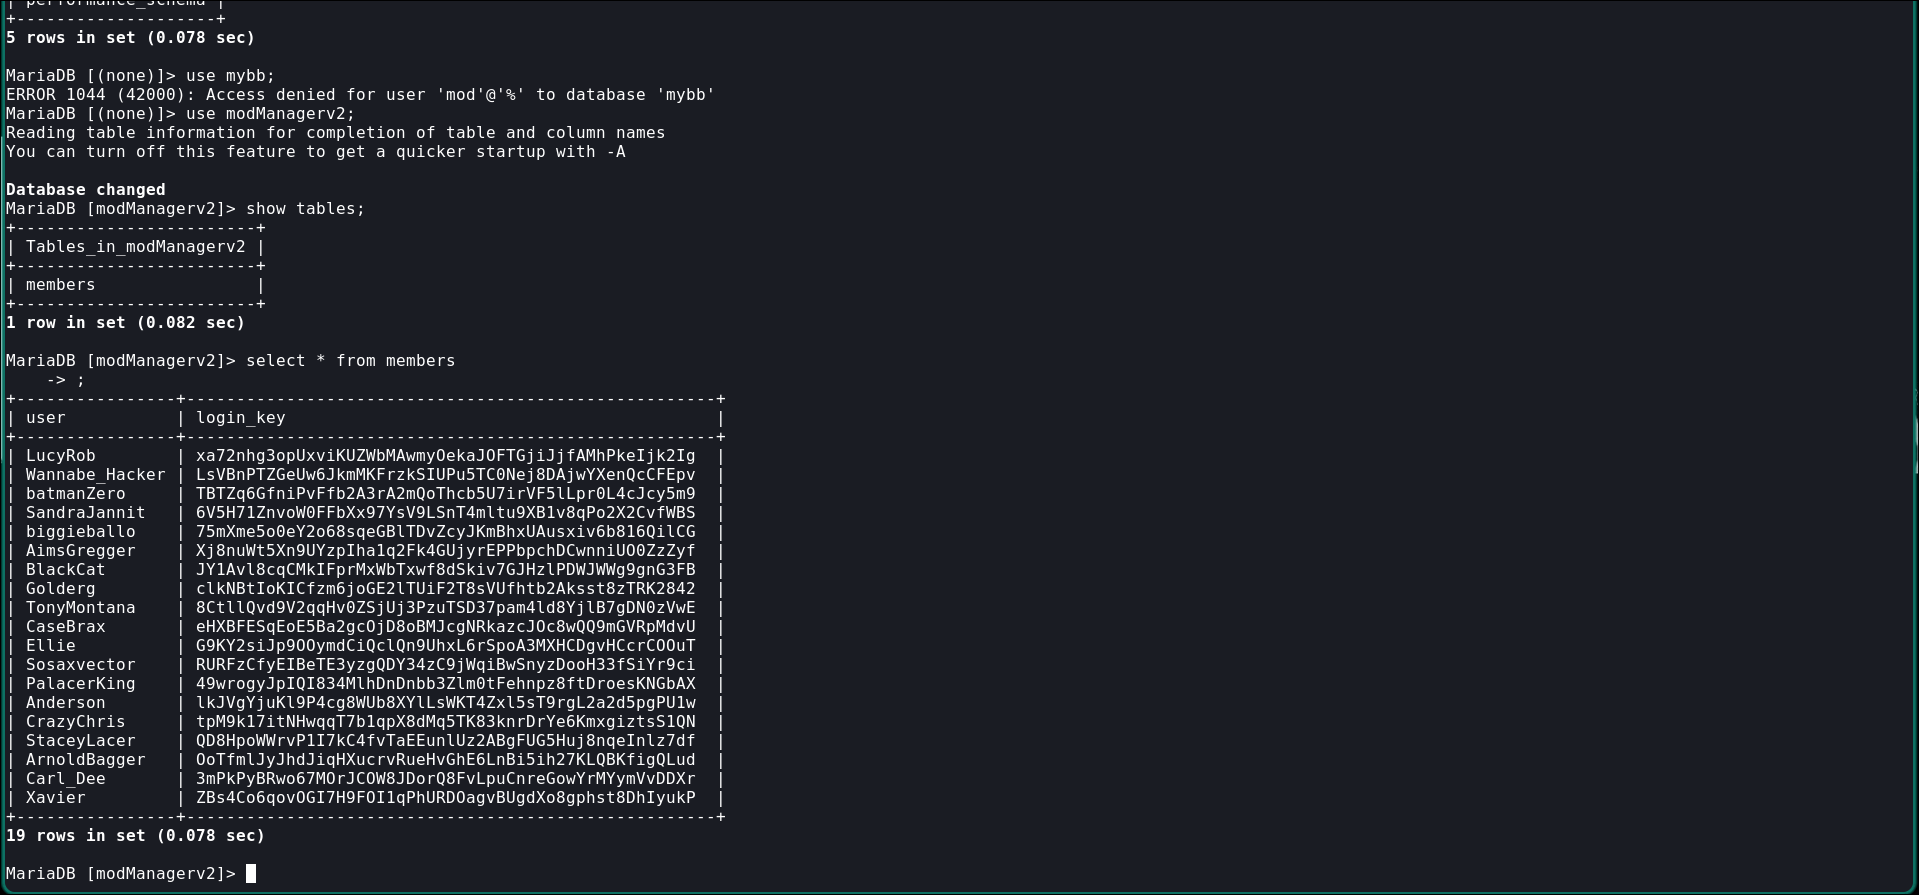 | performance_schema |
+--------------------+
5 rows in set (0.078 sec)
MariaDB [(none)]> use mybb;
ERROR 1044 (42000): Access denied for user 'mod'@'%' to database 'mybb'
MariaDB [(none)]> use modManagerv2;
Reading table information for completion of table and column names
You can turn off this feature to get a quicker startup with -A
Database changed
MariaDB [modManagerv2]> show tables;
+------------------------+
| Tables_in_modManagerv2 |
+------------------------+
| members                |
+------------------------+
1 row in set (0.082 sec)
MariaDB [modManagerv2]> select * from members
    -> ;
+----------------+-----------------------------------------------------+
| user           | login_key                                           |
+----------------+-----------------------------------------------------+
| LucyRob        | xa72nhg3opUxviKUZWbMAwmyOekaJOFTGjiJjfAMhPkeIjk2Ig  |
| Wannabe_Hacker | LsVBnPTZGeUw6JkmMKFrzkSIUPu5TC0Nej8DAjwYXenQcCFEpv  |
| batmanZero     | TBTZq6GfniPvFfb2A3rA2mQoThcb5U7irVF5lLpr0L4cJcy5m9  |
| SandraJannit   | 6V5H71ZnvoW0FFbXx97YsV9LSnT4mltu9XB1v8qPo2X2CvfWBS  |
| biggieballo    | 75mXme5o0eY2o68sqeGBlTDvZcyJKmBhxUAusxiv6b816QilCG  |
| AimsGregger    | Xj8nuWt5Xn9UYzpIha1q2Fk4GUjyrEPPbpchDCwnniUO0ZzZyf  |
| BlackCat       | JY1Avl8cqCMkIFprMxWbTxwf8dSkiv7GJHzlPDWJWWg9gnG3FB  |
| Golderg        | clkNBtIoKICfzm6joGE2lTUiF2T8sVUfhtb2Aksst8zTRK2842  |
| TonyMontana    | 8CtllQvd9V2qqHv0ZSjUj3PzuTSD37pam4ld8YjlB7gDN0zVwE  |
| CaseBrax       | eHXBFESqEoE5Ba2gcOjD8oBMJcgNRkazcJOc8wQQ9mGVRpMdvU  |
| Ellie          | G9KY2siJp9OOymdCiQclQn9UhxL6rSpoA3MXHCDgvHCcrCOOuT  |
| Sosaxvector    | RURFzCfyEIBeTE3yzgQDY34zC9jWqiBwSnyzDooH33fSiYr9ci  |
| PalacerKing    | 49wrogyJpIQI834MlhDnDnbb3Zlm0tFehnpz8ftDroesKNGbAX  |
| Anderson       | lkJVgYjuKl9P4cg8WUb8XYlLsWKT4Zxl5sT9rgL2a2d5pgPU1w  |
| CrazyChris     | tpM9k17itNHwqqT7b1qpX8dMq5TK83knrDrYe6KmxgiztsS1QN  |
| StaceyLacer    | QD8HpoWWrvP1I7kC4fvTaEEunlUz2ABgFUG5Huj8nqeInlz7df  |
| ArnoldBagger   | OoTfmlJyJhdJiqHXucrvRueHvGhE6LnBi5ih27KLQBKfigQLud  |
| Carl_Dee       | 3mPkPyBRwo67MOrJCOW8JDorQ8FvLpuCnreGowYrMYymVvDDXr  |
| Xavier         | ZBs4Co6qovOGI7H9FOI1qPhURDOagvBUgdXo8gphst8DhIyukP  |
+----------------+-----------------------------------------------------+
19 rows in set (0.078 sec)
MariaDB [modManagerv2]>